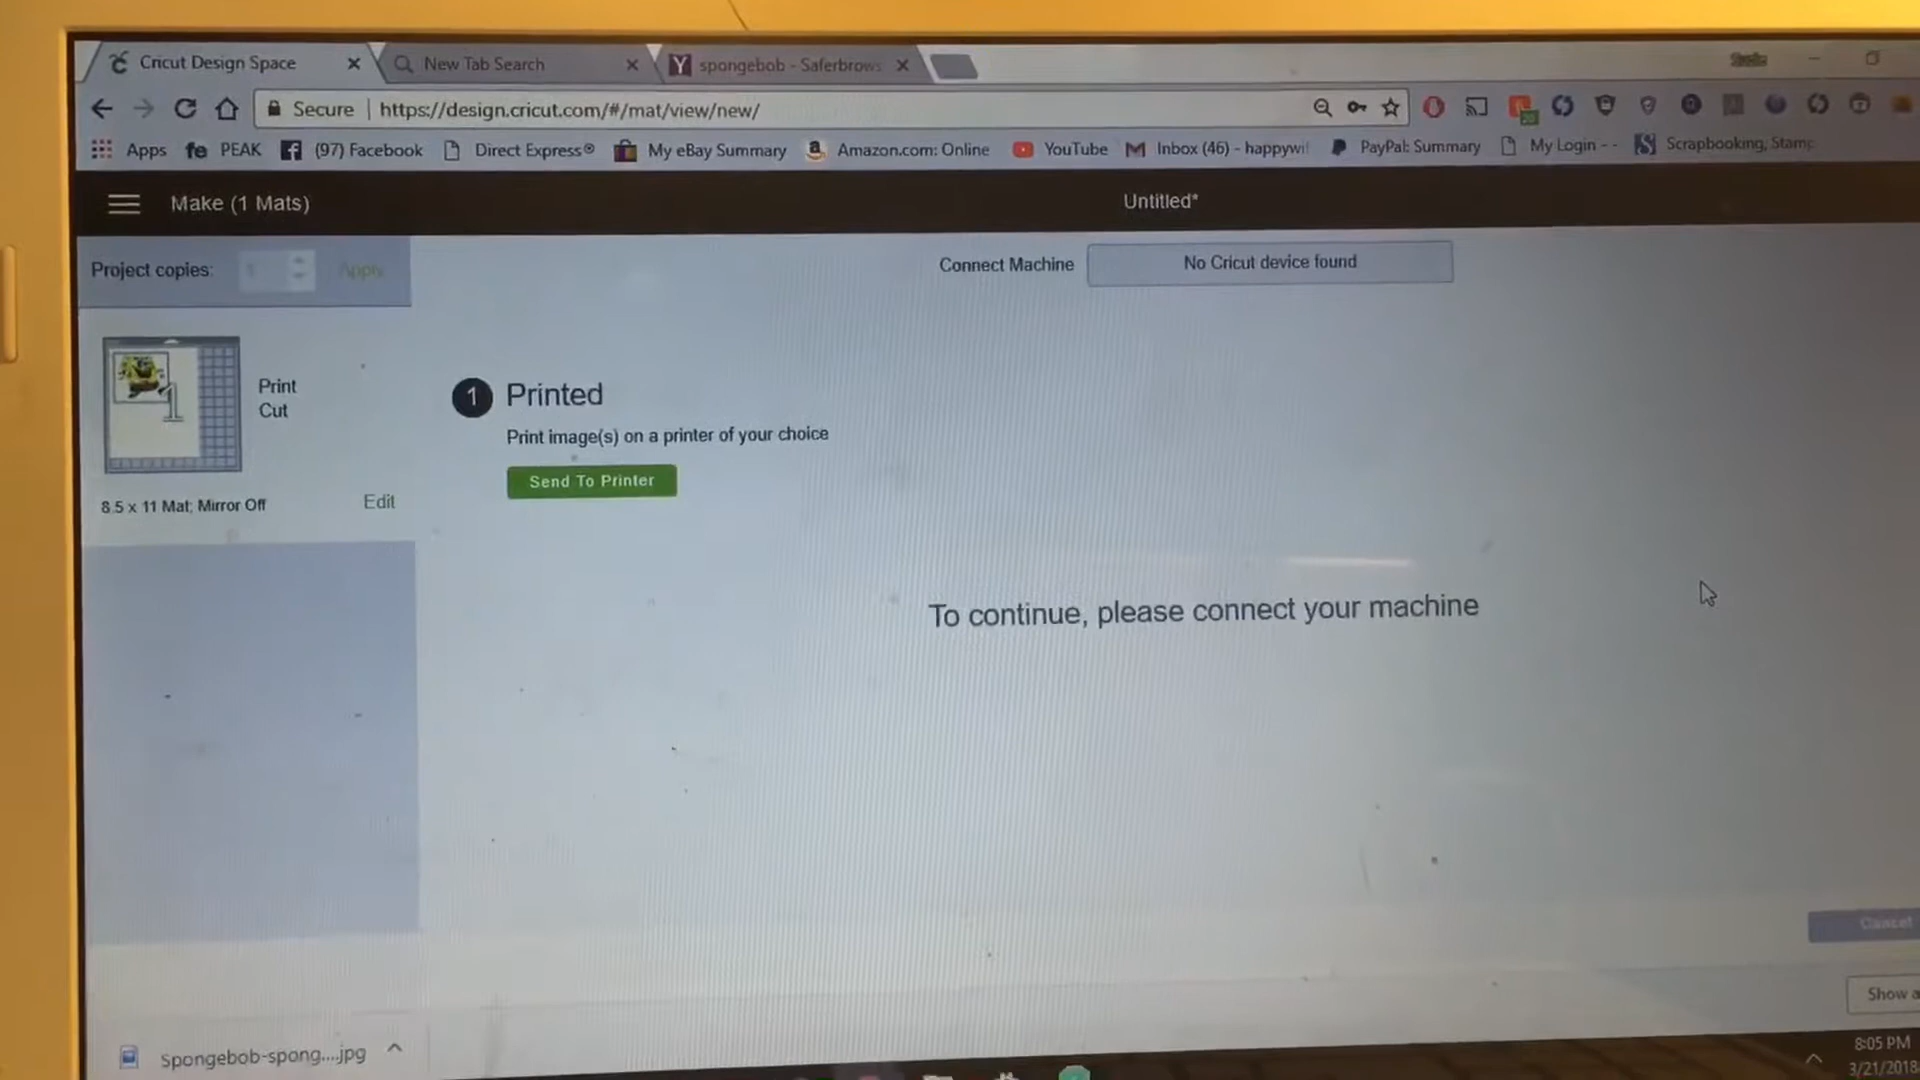 Cricut Design Space
New Tab Search
spongebob - Saferbrows
Secure | https://design.cricut.com/#/mat/view/new/
Apps
fe PEAK
(97) Facebook
Direct Express®
My eBay Summary
Amazon.com: Online
YouTube
Inbox (46) - happywi
PayPal: Summary
My Login - -
Scrapbooking, Stamp
Make (1 Mats)
Untitled*
Project copies:
Apply
Connect Machine
No Cricut device found
Print
Cut
1 Printed
Print image(s) on a printer of your choice
Send To Printer
8.5 x 11 Mat; Mirror Off
Edit
To continue, please connect your machine
Cancel
Show a
Spongebob-spong....jpg
8:05 PM
3/21/2018